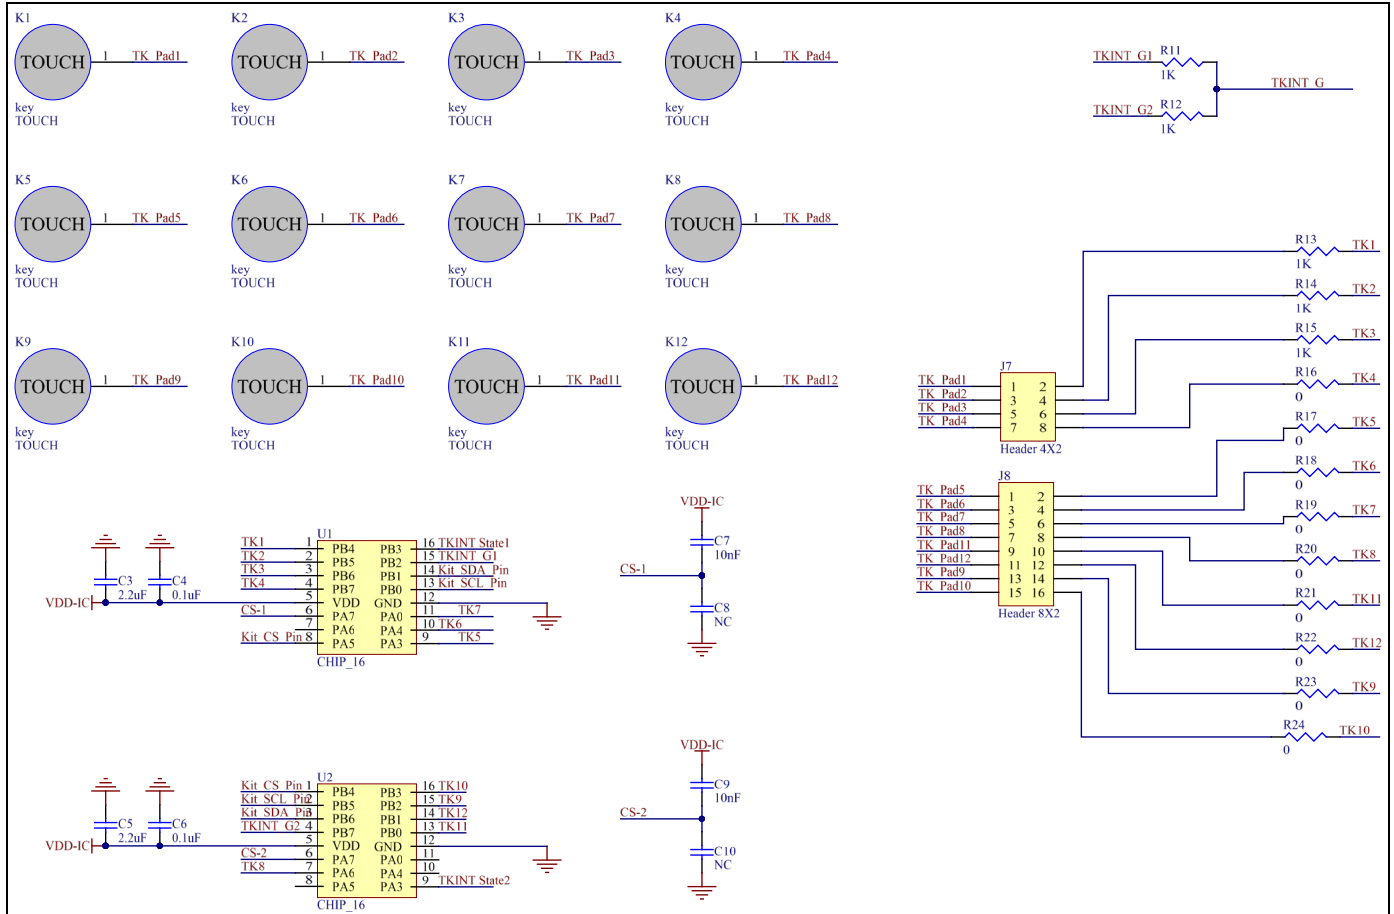 K1 K2 K3 K4
TOUCH 1 TK_Pad1 TOUCH 1 TK_Pad2 TOUCH 1 TK_Pad3 TOUCH 1 TK_Pad4
key key key key
TOUCH TOUCH TOUCH TOUCH
TKINT_G1 R11
1K
TKINT_G
TKINT_G2 R12
1K
K5 K6 K7 K8
TOUCH 1 TK_Pad5 TOUCH 1 TK_Pad6 TOUCH 1 TK_Pad7 TOUCH 1 TK_Pad8
key key key key
TOUCH TOUCH TOUCH TOUCH
K9 K10 K11 K12
TOUCH 1 TK_Pad9 TOUCH 1 TK_Pad10 TOUCH 1 TK_Pad11 TOUCH 1 TK_Pad12
key key key key
TOUCH TOUCH TOUCH TOUCH
R13 TK1
1K
R14 TK2
1K
R15 TK3
1K
R16 TK4
0
R17 TK5
0
R18 TK6
0
R19 TK7
0
R20 TK8
0
R21 TK11
0
R22 TK12
0
R23 TK9
0
R24 TK10
0
J7
TK_Pad1 1 2
TK_Pad2 3 4
TK_Pad3 5 6
TK_Pad4 7 8
Header 4X2
J8
TK_Pad5 1 2
TK_Pad6 3 4
TK_Pad7 5 6
TK_Pad8 7 8
TK_Pad11 9 10
TK_Pad12 11 12
TK_Pad9 13 14
TK_Pad10 15 16
Header 8X2
C3 C4
2.2uF 0.1uF
VDD-IC
U1
TK1 1 PB4 PB3 16 TKINT_State1
TK2 2 PB5 PB2 15 TKINT_G1
TK3 3 PB6 PB1 14 Kit_SDA_Pin
TK4 4 PB7 PB0 13 Kit_SCL_Pin
5 VDD GND 12
CS-1 6 PA7 PA0 11 TK7
7 PA6 PA4 10 TK6
Kit_CS_Pin 8 PA5 PA3 9 TK5
CHIP_16
VDD-IC
C7
10nF
CS-1
C8
NC
C5 C6
2.2uF 0.1uF
VDD-IC
U2
Kit_CS_Pin 1 PB4 PB3 16 TK10
Kit_SCL_Pin 2 PB5 PB2 15 TK9
Kit_SDA_Pin 3 PB6 PB1 14 TK12
TKINT_G2 4 PB7 PB0 13 TK11
5 VDD GND 12
CS-2 6 PA7 PA0 11
TK8 7 PA6 PA4 10
8 PA5 PA3 9 TKINT_State2
CHIP_16
VDD-IC
C9
10nF
CS-2
C10
NC